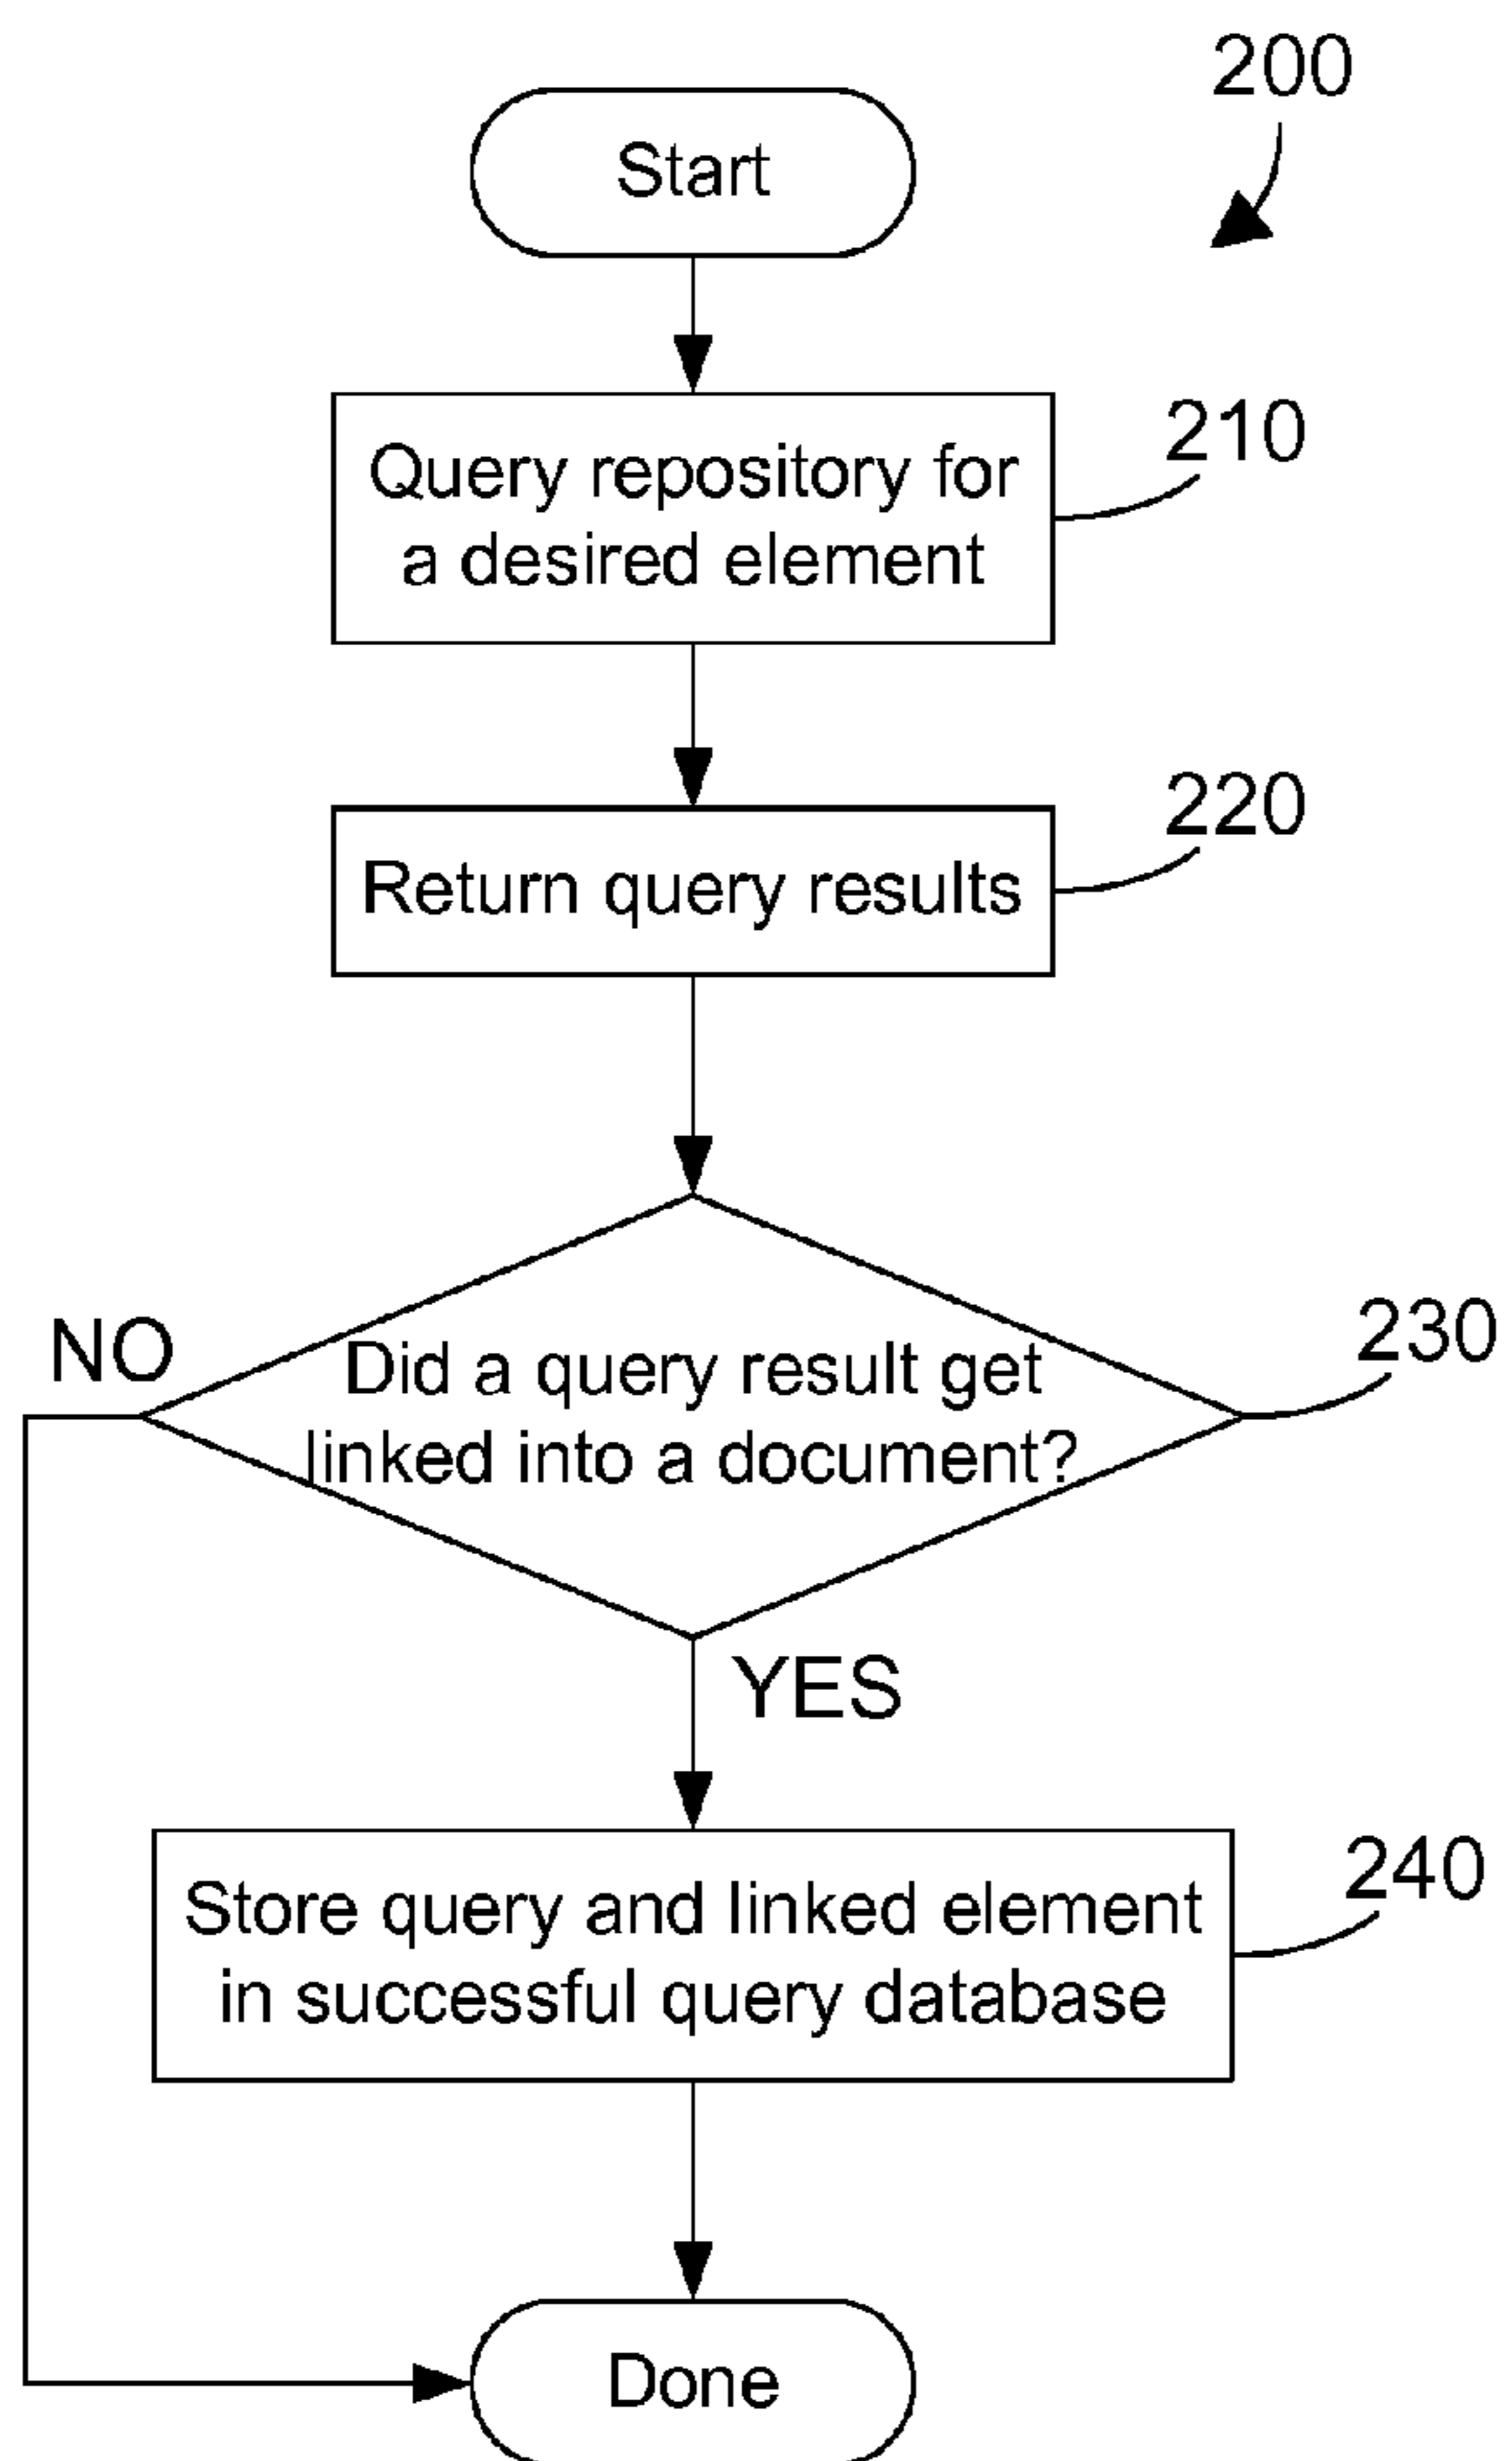 200
Start
210
Query repository for
a desired element
220
Return query results
230
NO
Did a query result get
linked into a document?
YES
240
Store query and linked element
in successful query database
Done